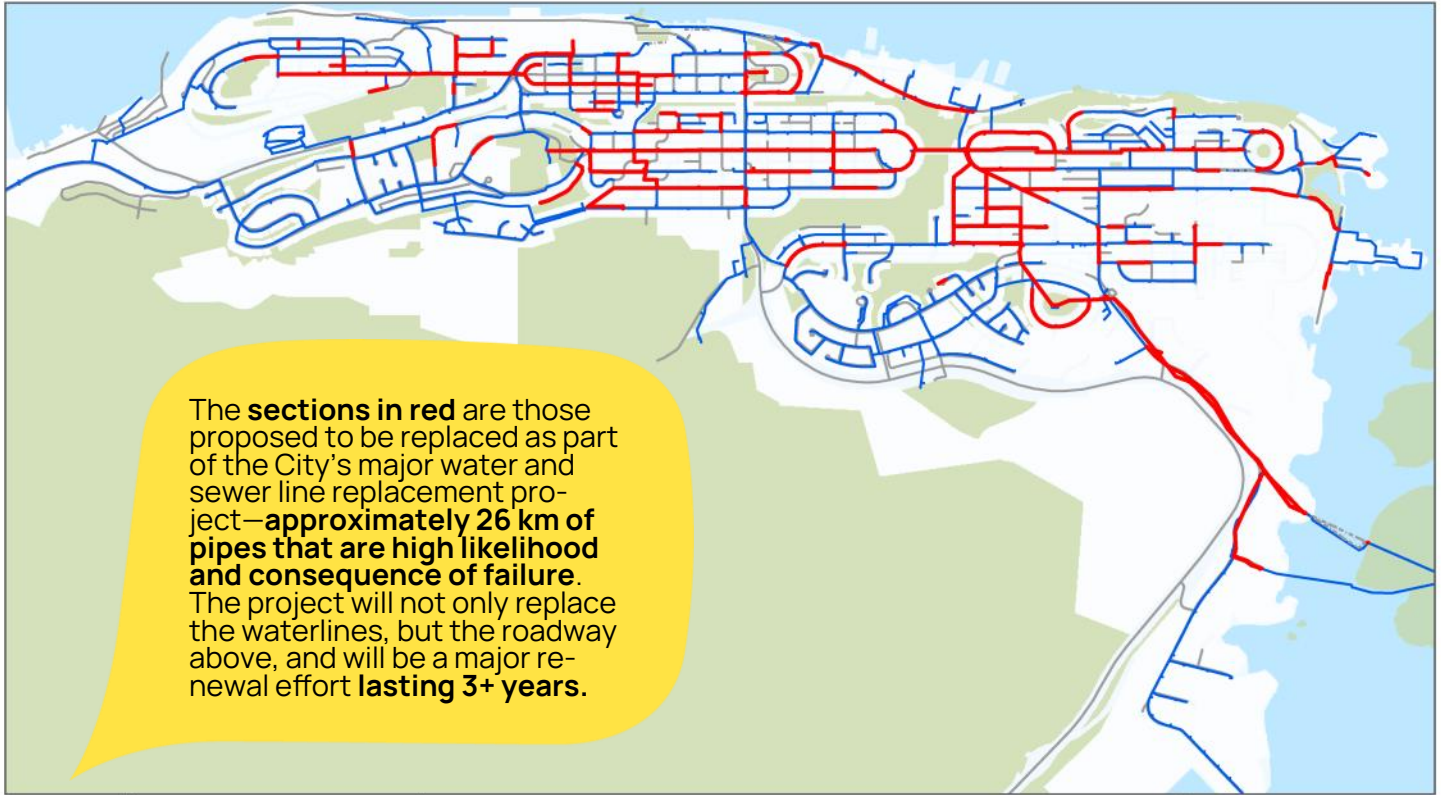 The sections in red are those
proposed to be replaced as part
of the City's major water and
sewer line replacement pro-
ject—approximately 26 km of
pipes that are high likelihood
and consequence of failure.
The project will not only replace
the waterlines, but the roadway
above, and will be a major re-
newal effort lasting 3+ years.